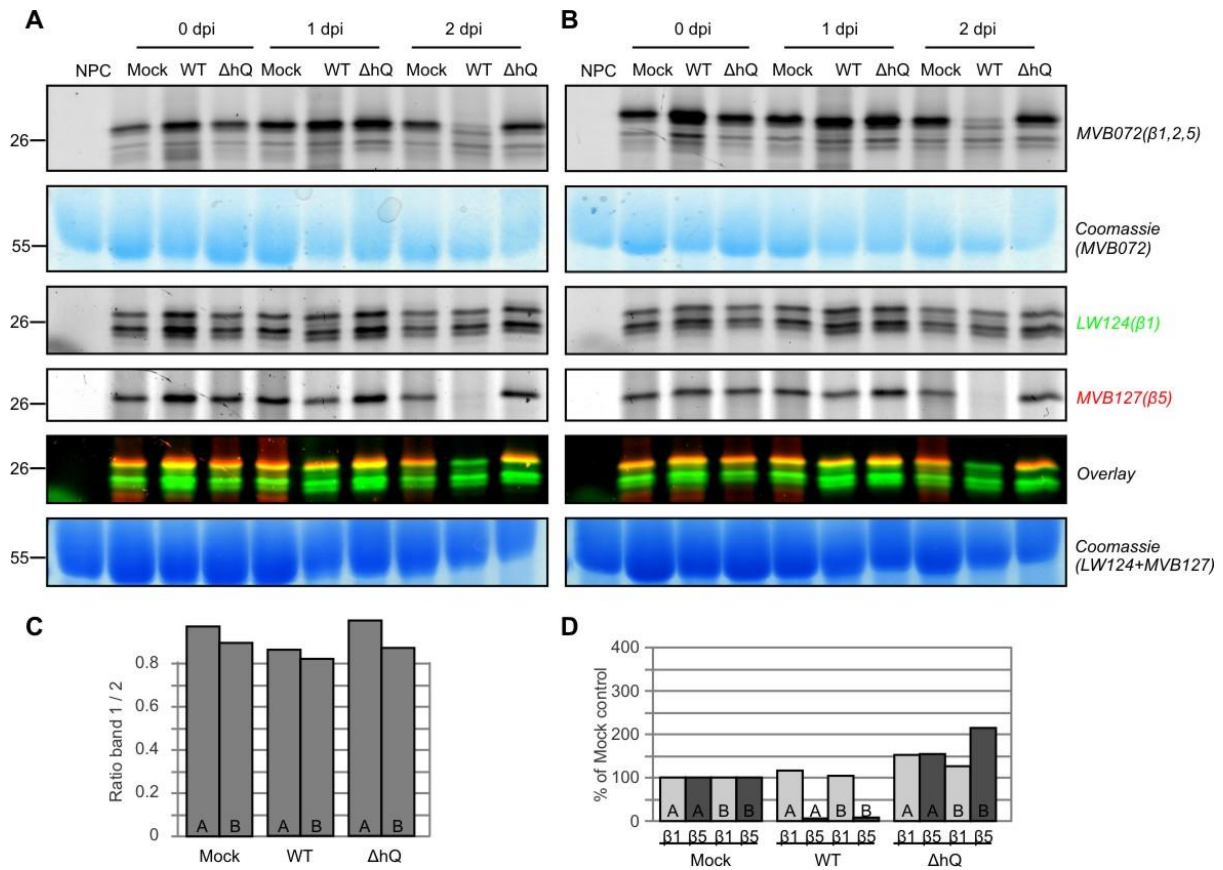 A
0 dpi 1 dpi 2 dpi
NPC Mock WT ΔhQ Mock WT ΔhQ Mock WT ΔhQ
26
55
26
26
26
55
B
0 dpi 1 dpi 2 dpi
NPC Mock WT ΔhQ Mock WT ΔhQ Mock WT ΔhQ
MVB072(β1,2,5)
Coomassie
(MVB072)
LW124(β1)
MVB127(β5)
Overlay
Coomassie
(LW124+MVB127)
C
Ratio band 1 / 2
0.8
0.8
0.4
0.2
0
A B A B A B
Mock WT ΔhQ
D
% of Mock control
400
300
200
100
0
A A B B A A B B A A B B
β1 β5 β1 β5 β1 β5 β1 β5 β1 β5 β1 β5
Mock WT ΔhQ